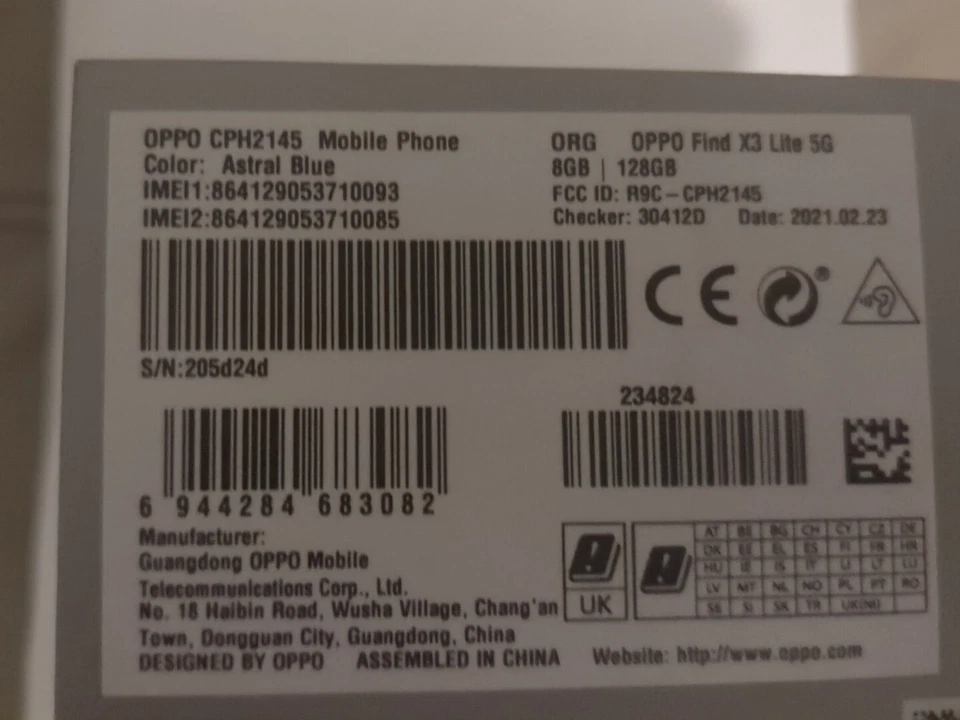 OPPO CPH2145 Mobile Phone
Color: Astral Blue
IMEI1:864129053710093
IMEI2:864129053710085
ORG OPPO Find X3 Lite 5G
8GB | 128GB
FCC ID: R9C-CPH2145
Checker: 30412D Date: 2021.02.23
CE
S/N:205d24d
234824
6 944284 683082
Manufacturer:
Guangdong OPPO Mobile
Telecommunications Corp., Ltd.
No. 18 Haibin Road, Wusha Village, Chang'an
Town, Dongguan City, Guangdong, China
DESIGNED BY OPPO ASSEMBLED IN CHINA
UK
AT BE BG CH CY CZ DE
DK EE EL ES FI FR HR
HU IE IS IT LI LT LU
LV MT NL NO PL PT RO
SE SI SK TR UK(NI)
Website: http://www.oppo.com